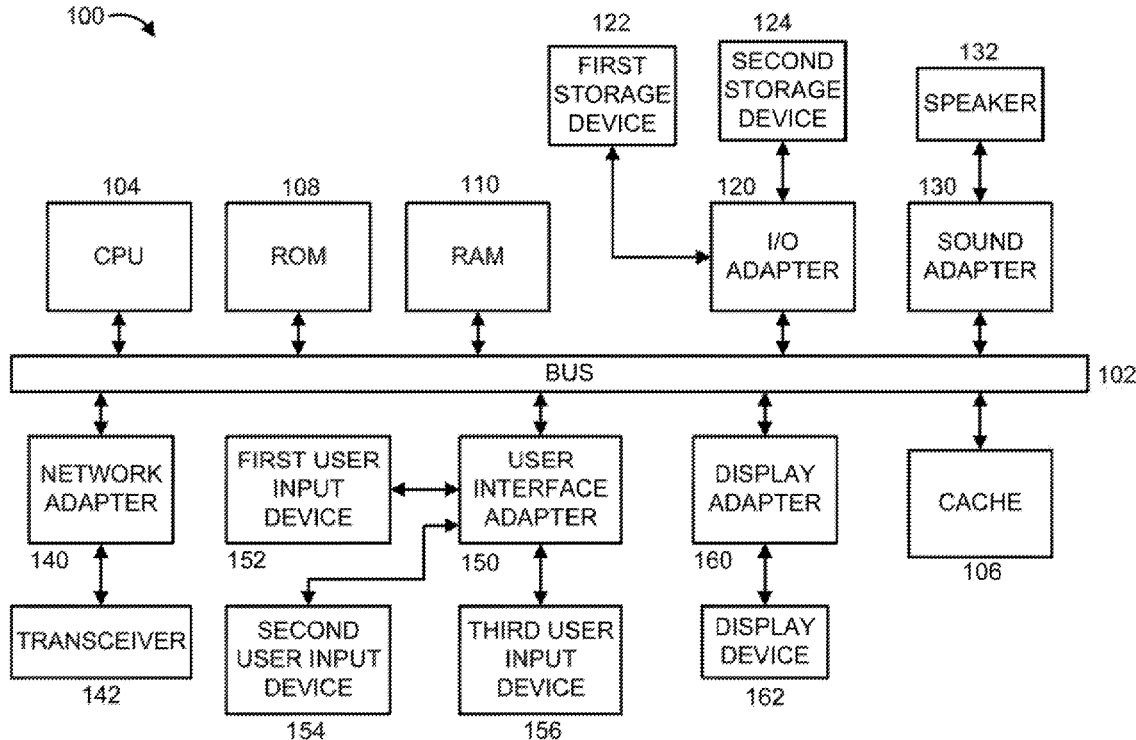 100
122
FIRST
STORAGE
DEVICE
124
SECOND
STORAGE
DEVICE
132
SPEAKER
104
CPU
108
ROM
110
RAM
120
I/O
ADAPTER
130
SOUND
ADAPTER
BUS
102
NETWORK
ADAPTER
140
FIRST USER
INPUT
DEVICE
152
USER
INTERFACE
ADAPTER
150
DISPLAY
ADAPTER
160
CACHE
106
TRANSCEIVER
142
SECOND
USER INPUT
DEVICE
154
THIRD USER
INPUT
DEVICE
156
DISPLAY
DEVICE
162